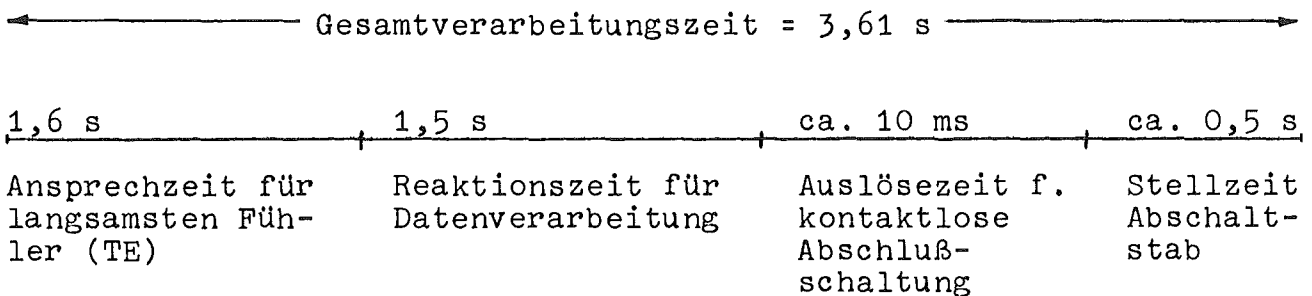 Gesamtverarbeitungszeit = 3,61 s
1,6 s 1,5 s ca. 10 ms ca. 0,5 s
Ansprechzeit für Reaktionszeit für Auslösezeit f. Stellzeit
langsamsten Füh- Datenverarbeitung kontaktlose Abschalt-
ler (TE) Abschluß- stab
schaltung